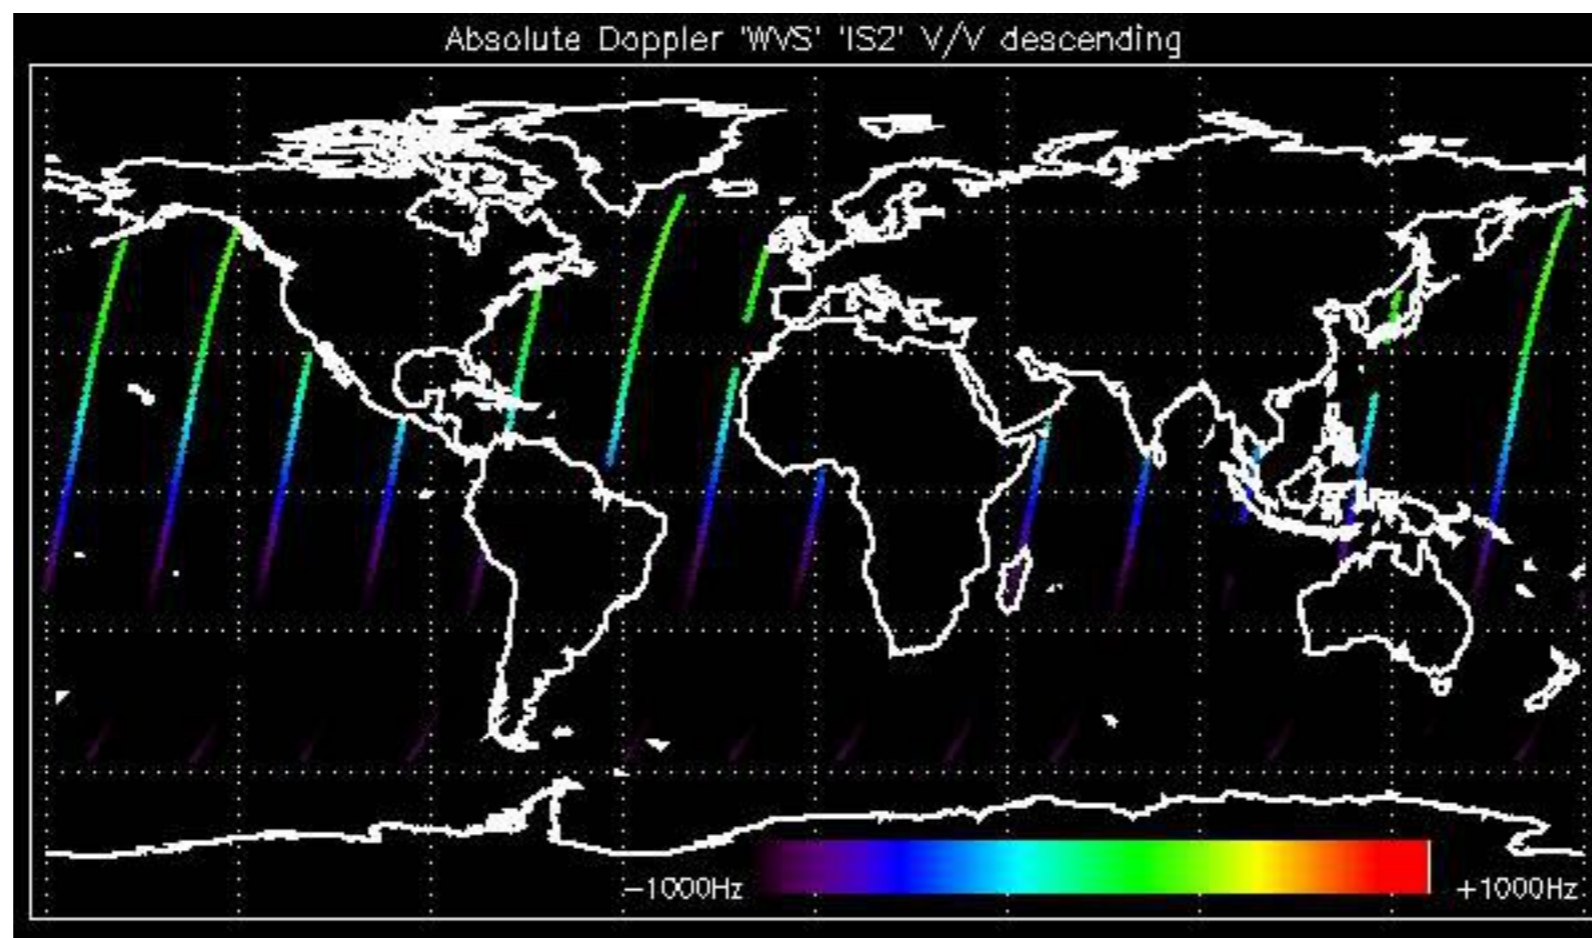 Absolute Doppler 'WVS' 'IS2' V/V descending
−1000Hz +1000Hz